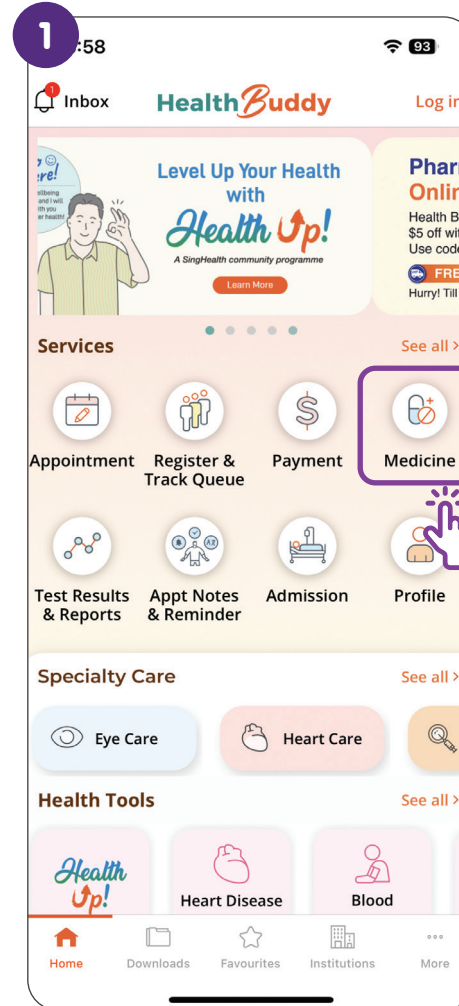 1
:58
93
1
Inbox
HealthBuddy
Log in
Level Up Your Health
with
Health Up!
A SingHealth community programme
Learn More
Onlin
Health B
$5 off wi
Use code
FRE
Hurry! Till
Services
See all >
Appointment
Register &
Track Queue
Payment
Medicine
Test Results
& Reports
Appt Notes
& Reminder
Admission
Profile
Specialty Care
See all >
Eye Care
Heart Care
Health Tools
See all >
Health
Up!
Heart Disease
Blood
Home
Downloads
Favourites
Institutions
More